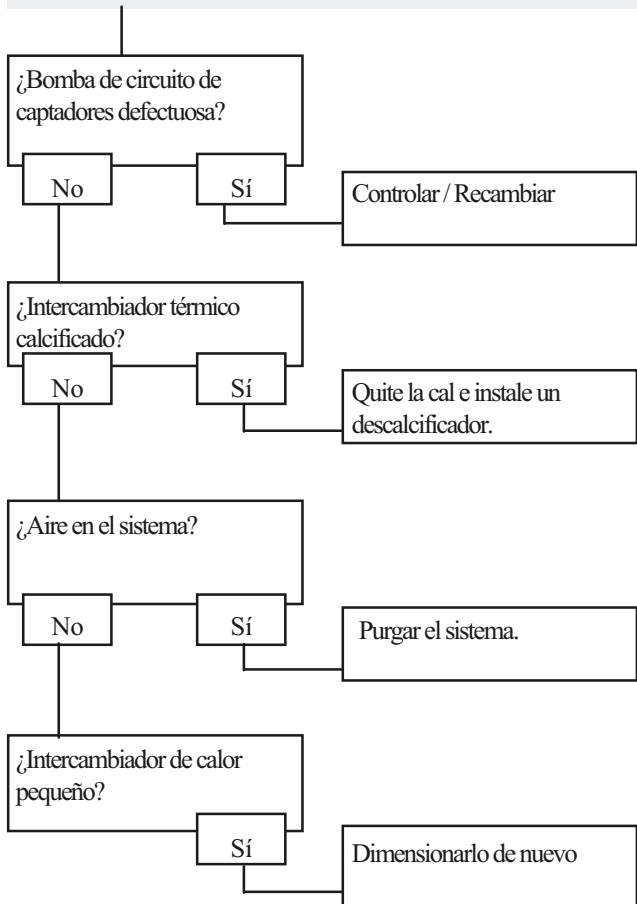 ¿Bomba de circuito de
captadores defectuosa?
No
Sí
Controlar / Recambiar
¿Intercambiador térmico
calcificado?
No
Sí
Quite la cal e instale un
descalcificador.
¿Aire en el sistema?
No
Sí
Purgar el sistema.
¿Intercambiador de calor
pequeño?
Sí
Dimensionarlo de nuevo